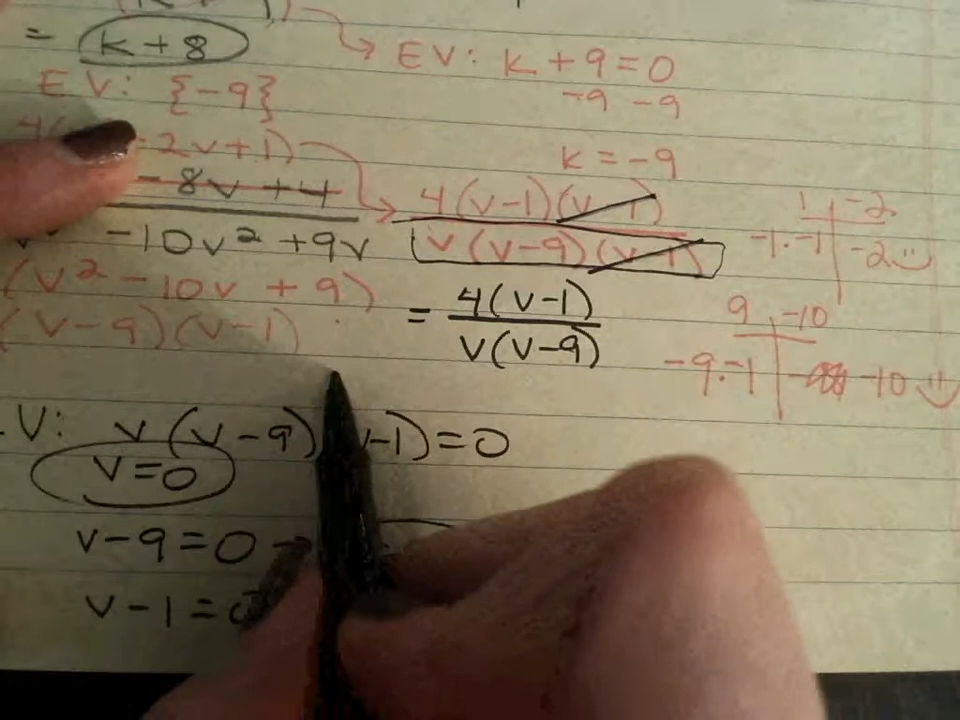 = k + 8
EV: k + 9 = 0
-9 -9
EV: {-9}
k = -9
-2v+1)
- 8v + 4
-10v² + 9v
4(v-1)(v-1)
v(v-9)(v-1)
1 -2
-1·-1 -2
(v² - 10v + 9)
(v-9)(v-1)
= 4(v-1)
v(v-9)
9 -10
-9·-1 -10
V: v(v-9)(v-1)=0
v=0
v-9=0
v-1=0